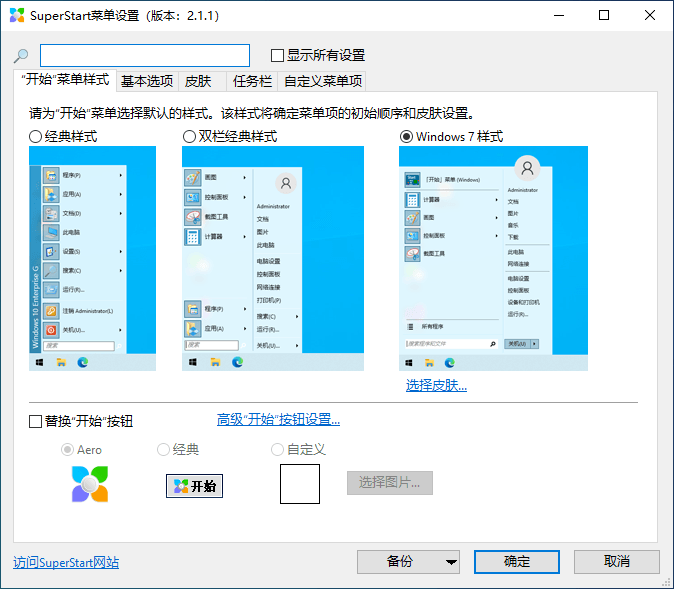 SuperStart菜单设置（版本：2.1.1）
显示所有设置
"开始"菜单样式 基本选项 皮肤 任务栏 自定义菜单项
请为"开始"菜单选择默认的样式。该样式将确定菜单项的初始顺序和皮肤设置。
经典样式 双栏经典样式 Windows 7 样式
程序(P)
应用(A)
文档(D)
此电脑
设置(S)
搜索(C)
运行(R)...
注销 Administrator(L)
关机(U)...
搜索
Windows 10 Enterprise G
画图
控制面板
截图工具
计算器
程序(P)
应用(A)
搜索
Administrator
文档
图片
此电脑
电脑设置
控制面板
网络连接
打印机(P)
搜索(C)
运行(R)...
关机(U)...
「开始」菜单 (Windows)
计算器
画图
控制面板
截图工具
所有程序
搜索程序和文件
Administrator
文档
图片
音乐
下载
此电脑
网络连接
电脑设置
控制面板
设备和打印机
运行(R)...
关机(U)
选择皮肤...
替换"开始"按钮 高级"开始"按钮设置...
Aero 经典 自定义
开始 选择图片...
访问SuperStart网站 备份 确定 取消